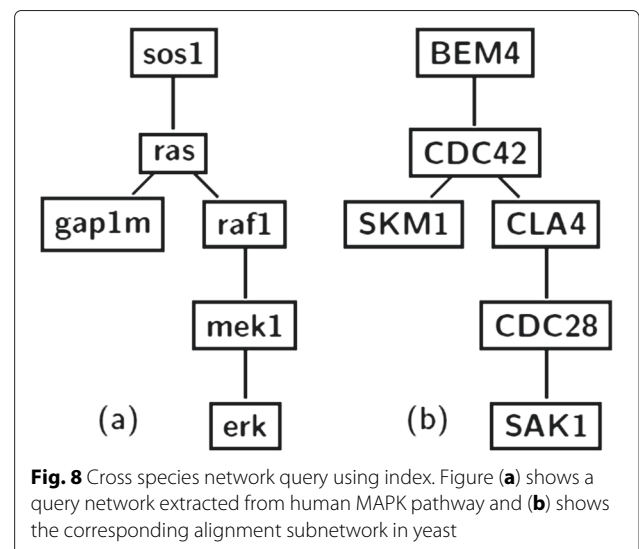 sos1
ras
gap1m
raf1
mek1
erk
(a)
BEM4
CDC42
SKM1
CLA4
CDC28
SAK1
(b)
Fig. 8 Cross species network query using index. Figure (a) shows a
query network extracted from human MAPK pathway and (b) shows
the corresponding alignment subnetwork in yeast